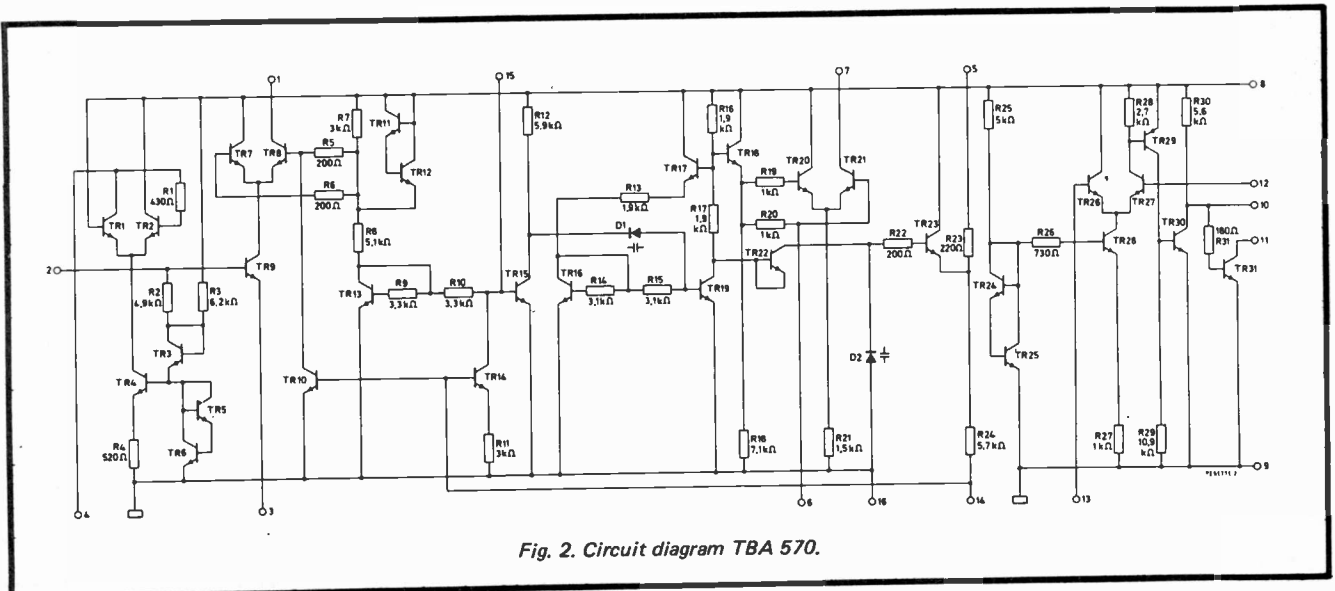 1
15
7
5
R7
3kΩ
TR11
R12
5,9kΩ
R16
1,9
kΩ
R25
5kΩ
R28
2,7
kΩ
R30
5,6
kΩ
8
TR7
TR8
R5
200Ω
TR12
TR18
TR29
TR17
TR20
TR21
R1
430Ω
R6
200Ω
R13
1,9kΩ
R19
1kΩ
12
TR26
TR27
TR1
TR2
R17
1,9
kΩ
R20
1kΩ
TR23
R23
220Ω
10
R8
5,1kΩ
D1
TR22
R22
200Ω
R26
730Ω
TR28
TR30
180Ω
R31
11
2
TR9
TR15
TR16
TR31
R2
4,9kΩ
R3
6,2kΩ
TR13
R9
3,3kΩ
R10
3,3kΩ
R14
3,1kΩ
R15
3,1kΩ
TR19
TR24
TR3
D2
TR25
TR4
TR10
TR14
TR5
R4
520Ω
TR6
R11
3kΩ
R18
7,1kΩ
R21
1,5kΩ
R24
5,7kΩ
R27
1kΩ
R29
10,9
kΩ
9
4
3
6
16
14
13
Fig. 2. Circuit diagram TBA 570.